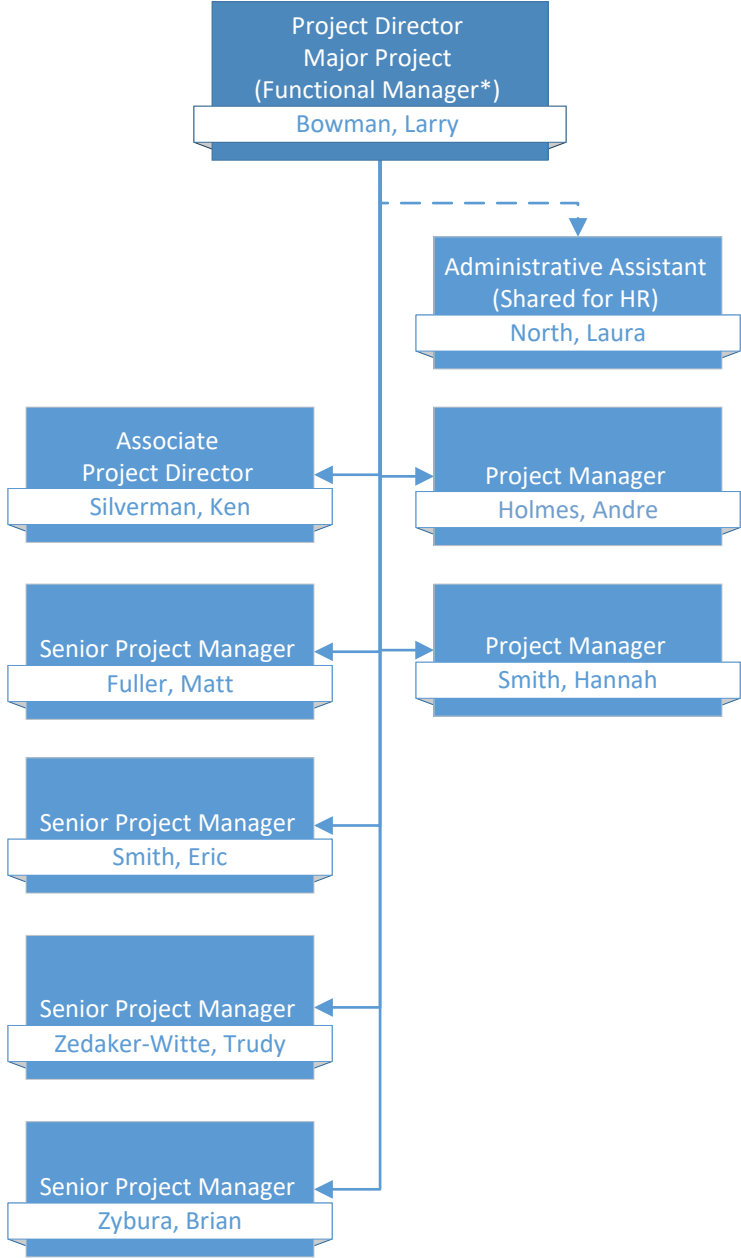 Project Director
Major Project
(Functional Manager*)
Bowman, Larry
Administrative Assistant
(Shared for HR)
North, Laura
Associate
Project Director
Silverman, Ken
Project Manager
Holmes, Andre
Senior Project Manager
Fuller, Matt
Project Manager
Smith, Hannah
Senior Project Manager
Smith, Eric
Senior Project Manager
Zedaker-Witte, Trudy
Senior Project Manager
Zybura, Brian